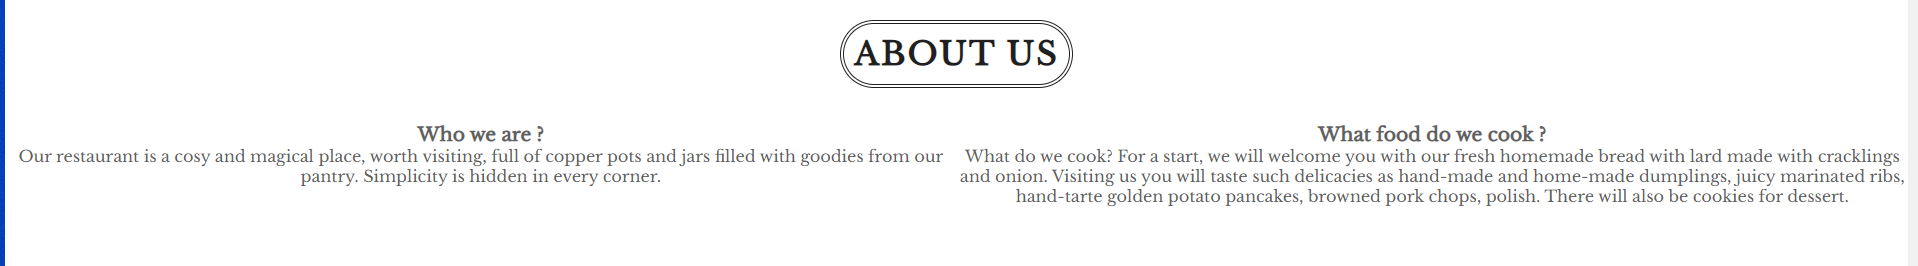 ABOUT US
Who we are ?
Our restaurant is a cosy and magical place, worth visiting, full of copper pots and jars filled with goodies from our
pantry. Simplicity is hidden in every corner.
What food do we cook ?
What do we cook? For a start, we will welcome you with our fresh homemade bread with lard made with cracklings
and onion. Visiting us you will taste such delicacies as hand-made and home-made dumplings, juicy marinated ribs,
hand-tarte golden potato pancakes, browned pork chops, polish. There will also be cookies for dessert.